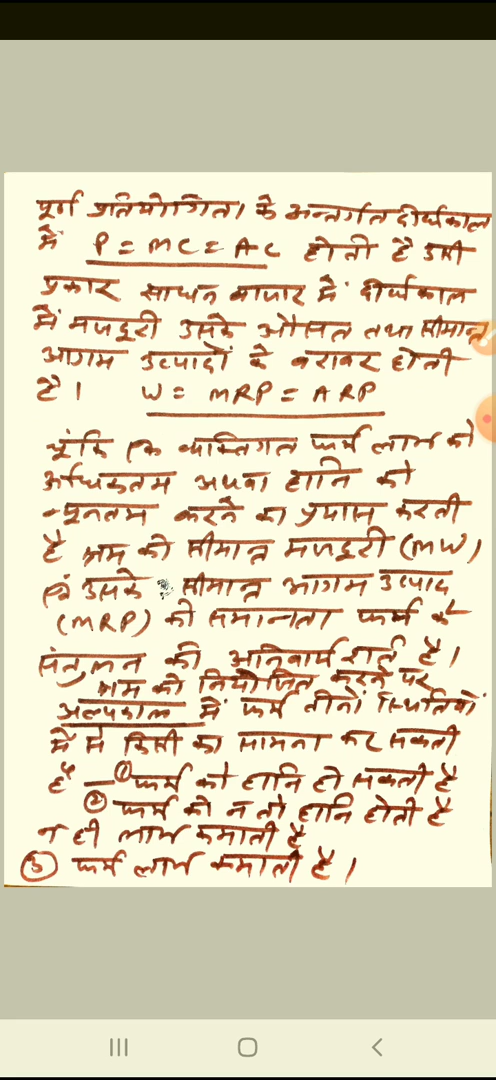 पूर्ण प्रतियोगिता के अन्तर्गत दीर्घकाल
में P = MC = AC होती है उसी
प्रकार साधन बाजार में दीर्घकाल
में मजदूरी उसके औसत तथा सीमान्त
आगम उत्पादों के बराबर होती
है। W = MRP = ARP
चूंकि एक व्यक्तिगत फर्म लाभ को
अधिकतम अथवा हानि को
न्यूनतम करने का प्रयास करती
है श्रम की सीमान्त मजदूरी (MW)
एवं उसके सीमान्त आगम उत्पाद
(MRP) की समानता फर्म के
संतुलन की अनिवार्य शर्त है।
श्रम को नियोजित करने पर
अल्पकाल में फर्म तीनों स्थितियों
में से किसी का सामना कर सकती
है — ① फर्म को हानि हो सकती है
② फर्म को न तो हानि होती है
न ही लाभ कमाती है
③ फर्म लाभ कमाती है।